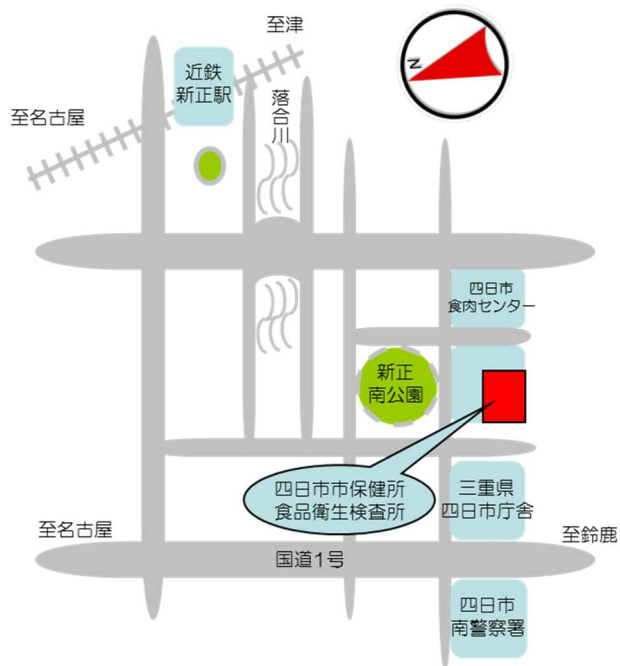 至津
近鉄
新正駅
N
至名古屋
落合川
四日市
食肉センター
新正
南公園
四日市市保健所
食品衛生検査所
三重県
四日市庁舎
至名古屋
国道1号
至鈴鹿
四日市
南警察署